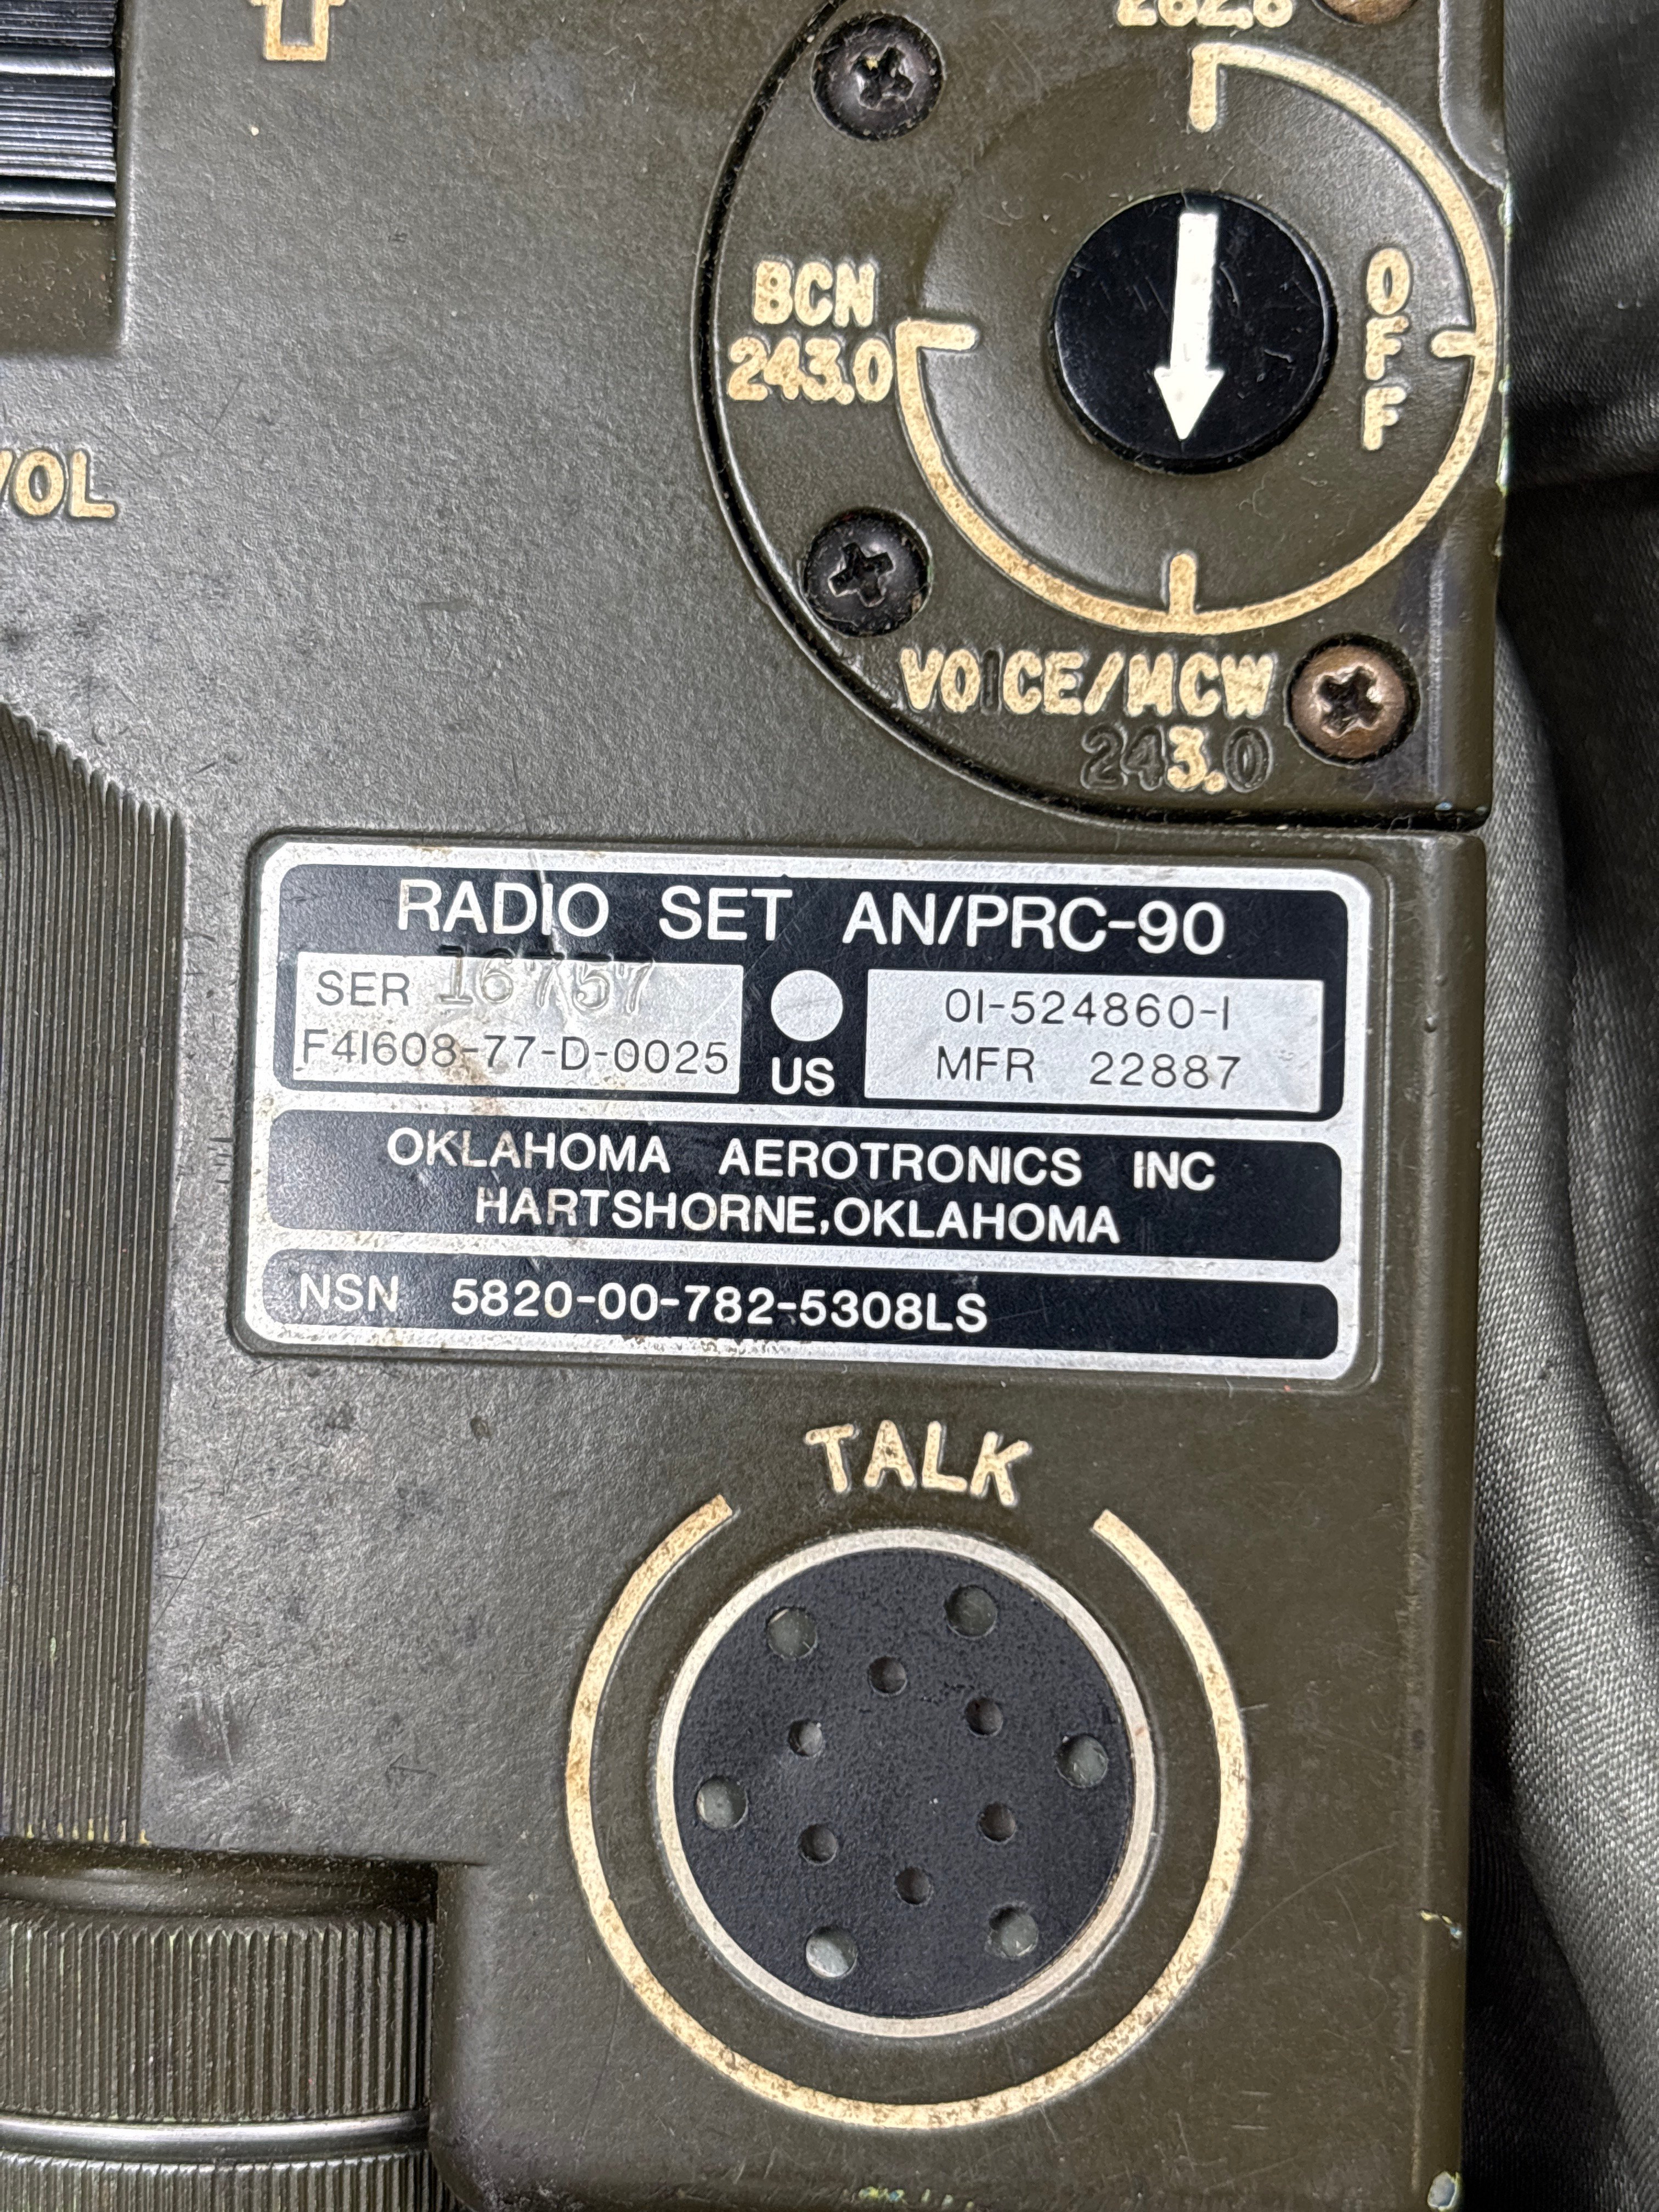 282.8
BCN
243.0
OFF
VOL
VOICE/MCW
243.0
RADIO SET AN/PRC-90
SER 16757
F41608-77-D-0025
US
01-524860-1
MFR 22887
OKLAHOMA AEROTRONICS INC
HARTSHORNE,OKLAHOMA
NSN 5820-00-782-5308LS
TALK